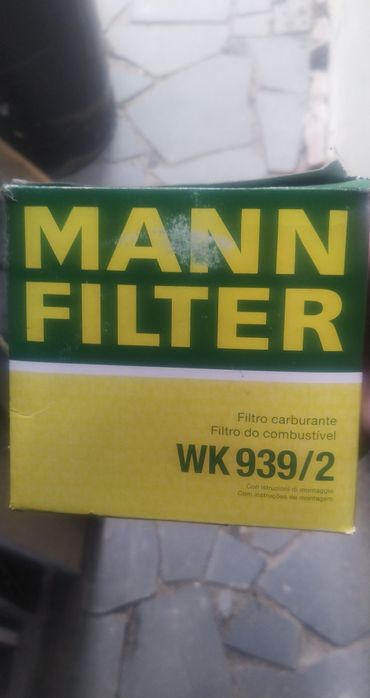 MANN
FILTER
Filtro carburante
Filtro do combustível
WK 939/2
Con istruzioni di montaggio
Com instruções de montagem